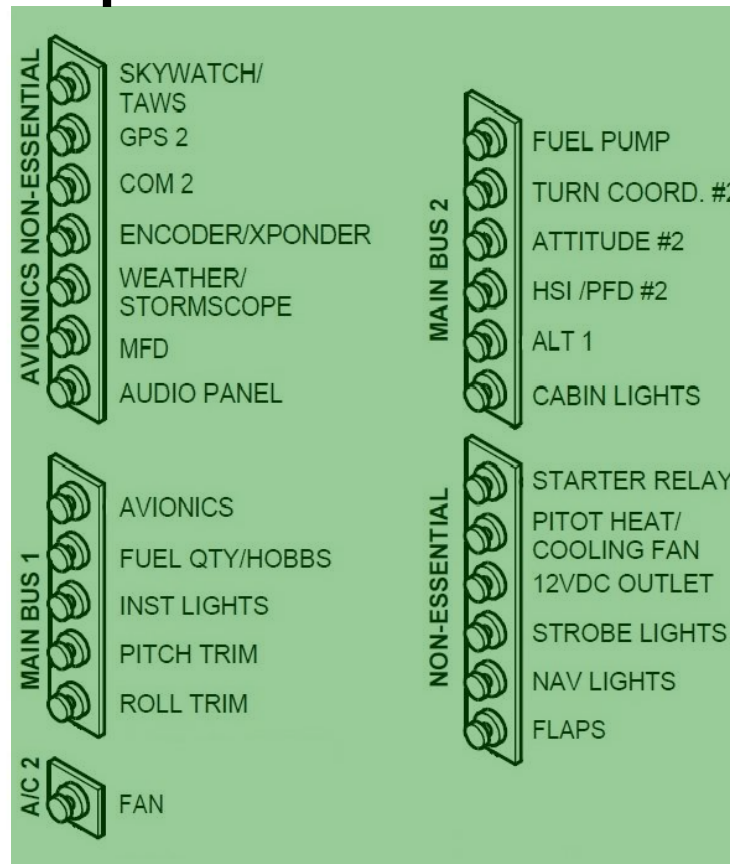 AVIONICS NON-ESSENTIAL
SKYWATCH/
TAWS
GPS 2
COM 2
ENCODER/XPONDER
WEATHER/
STORMSCOPE
MFD
AUDIO PANEL
MAIN BUS 1
AVIONICS
FUEL QTY/HOBBS
INST LIGHTS
PITCH TRIM
ROLL TRIM
A/C 2
FAN
MAIN BUS 2
FUEL PUMP
TURN COORD. #2
ATTITUDE #2
HSI /PFD #2
ALT 1
CABIN LIGHTS
NON-ESSENTIAL
STARTER RELAY
PITOT HEAT/
COOLING FAN
12VDC OUTLET
STROBE LIGHTS
NAV LIGHTS
FLAPS